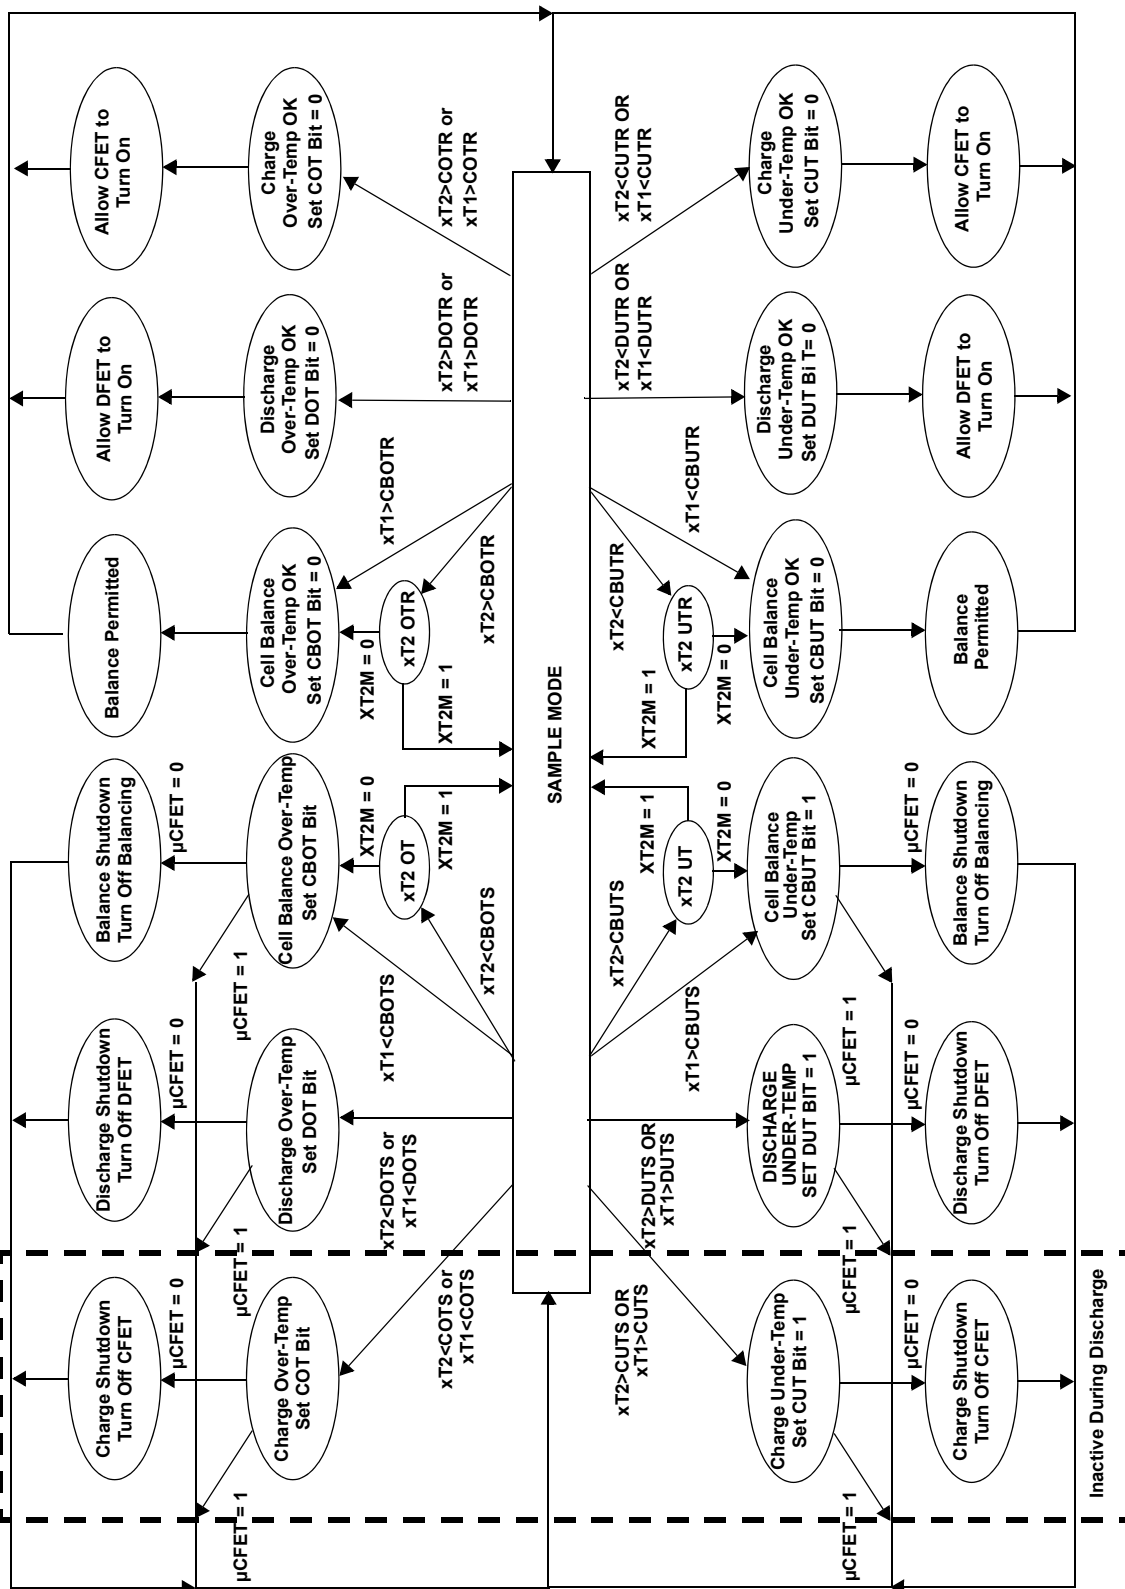 Charge Shutdown
Turn Off CFET
Discharge Shutdown
Turn Off DFET
Balance Shutdown
Turn Off Balancing
Balance Permitted
Allow DFET to
Turn On
Allow CFET to
Turn On
µCFET = 0
µCFET = 0
µCFET = 0
µCFET = 1
µCFET = 1
µCFET = 1
Charge Over-Temp
Set COT Bit
Discharge Over-Temp
Set DOT Bit
Cell Balance Over-Temp
Set CBOT Bit
Cell Balance
Over-Temp OK
Set CBOT Bit = 0
Discharge
Over-Temp OK
Set DOT Bit = 0
Charge
Over-Temp OK
Set COT Bit = 0
XT2M = 0
XT2M = 0
xT2 OT
xT2 OTR
XT2M = 1
XT2M = 1
xT2<COTS or
xT1<COTS
xT2<DOTS or
xT1<DOTS
xT1<CBOTS
xT2<CBOTS
xT1>CBOTR
xT2>CBOTR
xT2>DOTR or
xT1>DOTR
xT2>COTR or
xT1>COTR
SAMPLE MODE
xT2>CUTS OR
xT1>CUTS
xT2>DUTS OR
xT1>DUTS
xT2>CBUTS
xT1>CBUTS
xT2<CBUTR
xT1<CBUTR
xT2<DUTR OR
xT1<DUTR
xT2<CUTR OR
xT1<CUTR
XT2M = 1
XT2M = 1
xT2 UT
xT2 UTR
XT2M = 0
XT2M = 0
Charge Under-Temp
Set CUT Bit = 1
DISCHARGE
UNDER-TEMP
SET DUT BIT = 1
Cell Balance
Under-Temp
Set CBUT Bit = 1
Cell Balance
Under-Temp OK
Set CBUT Bit = 0
Discharge
Under-Temp OK
Set DUT Bi T= 0
Charge
Under-Temp OK
Set CUT Bit = 0
µCFET = 1
µCFET = 1
µCFET = 1
µCFET = 0
µCFET = 0
µCFET = 0
Charge Shutdown
Turn Off CFET
Discharge Shutdown
Turn Off DFET
Balance Shutdown
Turn Off Balancing
Balance
Permitted
Allow DFET to
Turn On
Allow CFET to
Turn On
Inactive During Discharge